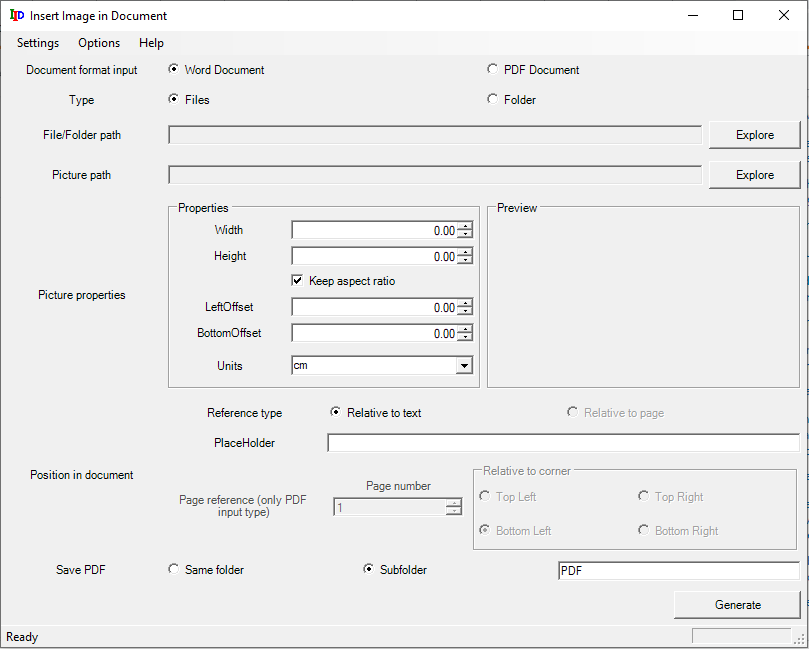 IID Insert Image in Document
Settings Options Help
Document format input Word Document PDF Document
Type Files Folder
File/Folder path Explore
Picture path Explore
Picture properties
Properties
Width 0.00
Height 0.00
Keep aspect ratio
LeftOffset 0.00
BottomOffset 0.00
Units cm
Preview
Position in document
Reference type Relative to text Relative to page
PlaceHolder
Page reference (only PDF
input type)
Page number
1
Relative to corner
Top Left Top Right
Bottom Left Bottom Right
Save PDF Same folder Subfolder PDF
Generate
Ready